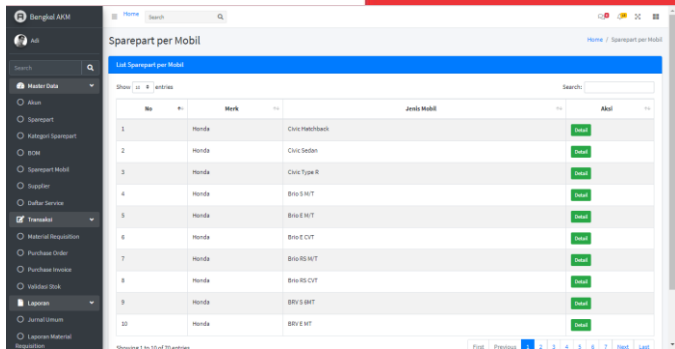 Bengkel AKM
Home
Search
Adi
Sparepart per Mobil
Home / Sparepart per Mobil
Search
List Sparepart per Mobil
Master Data
Show 10 entries
Search:
Akun
No
Merk
Jenis Mobil
Aksi
Sparepart
1 Honda Civic Hatchback Detail
Kategori Sparepart
2 Honda Civic Sedan Detail
BOM
Sparepart Mobil
3 Honda Civic Type R Detail
Supplier
4 Honda Brio S M/T Detail
Daftar Service
Transaksi
5 Honda Brio E M/T Detail
Material Requisition
6 Honda Brio E CVT Detail
Purchase Order
7 Honda Brio RS M/T Detail
Purchase Invoice
8 Honda Brio RS CVT Detail
Validasi Stok
Laporan
9 Honda BRV S 6MT Detail
Jurnal Umum
10 Honda BRV E MT Detail
Laporan Material
Requisition
Showing 1 to 10 of 70 entries
First Previous 1 2 3 4 5 6 7 Next Last